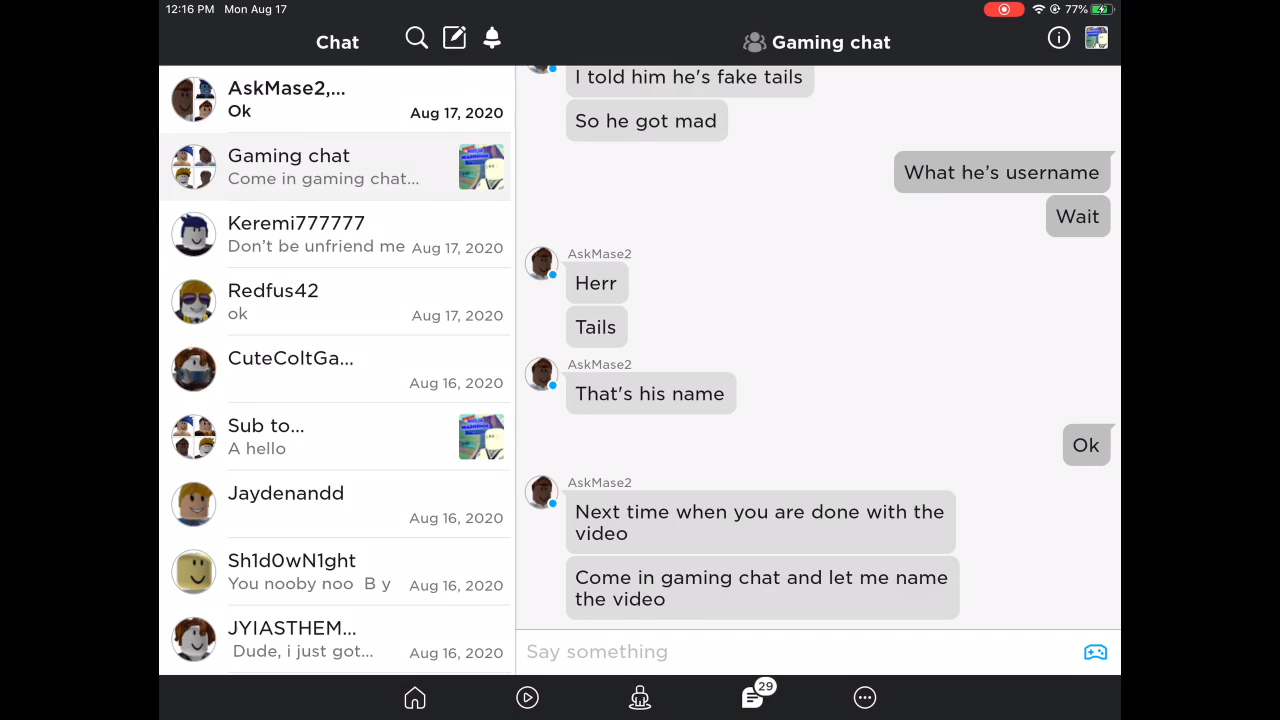 12:16 PM Mon Aug 17
77%
Chat
Gaming chat
AskMase2,...
Ok
Aug 17, 2020
Gaming chat
Come in gaming chat...
Keremi777777
Don't be unfriend me
Aug 17, 2020
Redfus42
ok
Aug 17, 2020
CuteColtGa...
Aug 16, 2020
Sub to...
A hello
Jaydenandd
Aug 16, 2020
Sh1d0wN1ght
You nooby noo B y
Aug 16, 2020
JYIASTHEM...
Dude, i just got...
Aug 16, 2020
I told him he's fake tails
So he got mad
What he’s username
Wait
AskMase2
Herr
Tails
AskMase2
That's his name
Ok
AskMase2
Next time when you are done with the
video
Come in gaming chat and let me name
the video
Say something
29